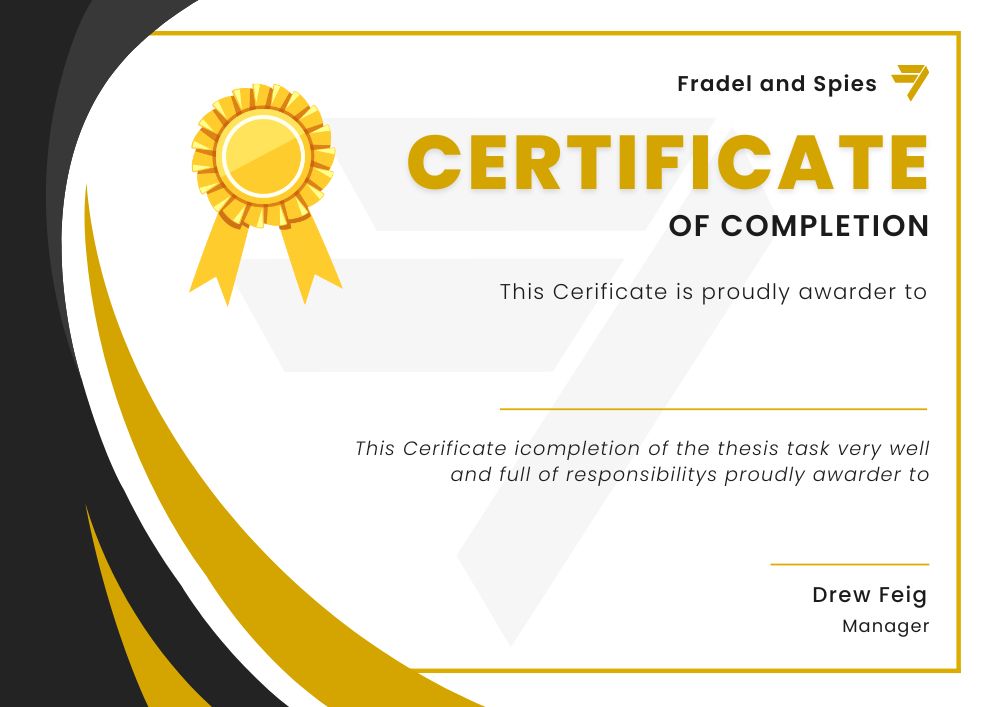 Fradel and Spies
CERTIFICATE
OF COMPLETION
This Cerificate is proudly awarder to
This Cerificate icompletion of the thesis task very well
and full of responsibilitys proudly awarder to
Drew Feig
Manager